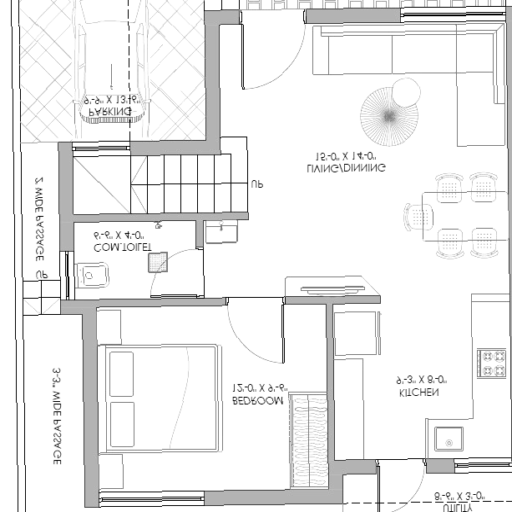 PARKING
9'-9" X 13'-6"
LIVING/DINNING
15'-0" X 14'-0"
UP
2' WIDE PASSAGE
COM.TOILET
6'-6" X 4'-0"
UP
3'-3" WIDE PASSAGE
BEDROOM
12'-0" X 9'-6"
KITCHEN
9'-3" X 8'-0"
UTILITY
8'-6" X 3'-0"